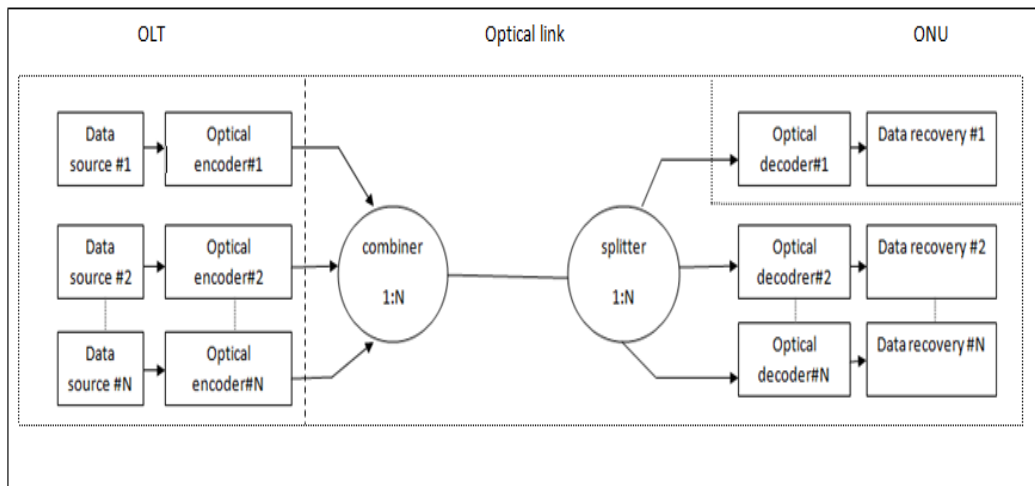 OLT
Optical link
ONU
Data
source #1
Optical
encoder#1
Optical
decoder#1
Data recovery #1
Data
source #2
Optical
encoder#2
combiner
1:N
splitter
1:N
Optical
decodrer#2
Data recovery #2
Data
source #N
Optical
encoder#N
Optical
decoder#N
Data recovery #N